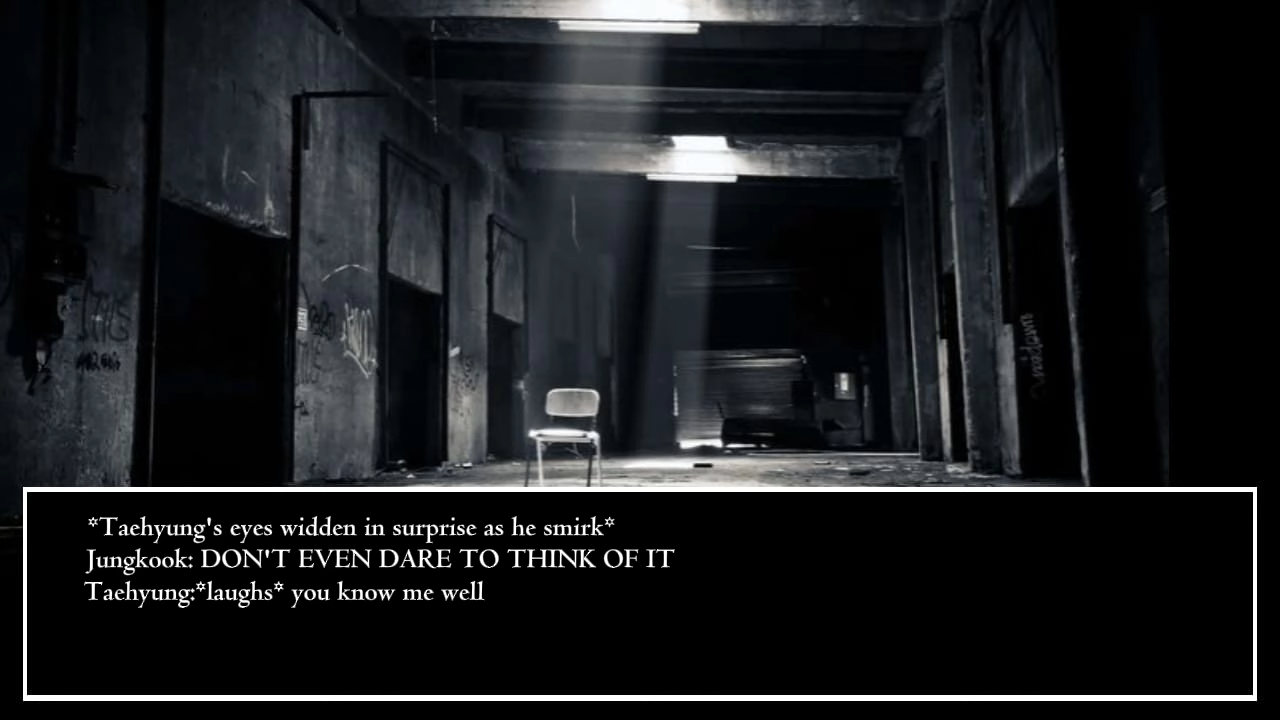 *Taehyung's eyes widden in surprise as he smirk*
Jungkook: DON'T EVEN DARE TO THINK OF IT
Taehyung:*laughs* you know me well